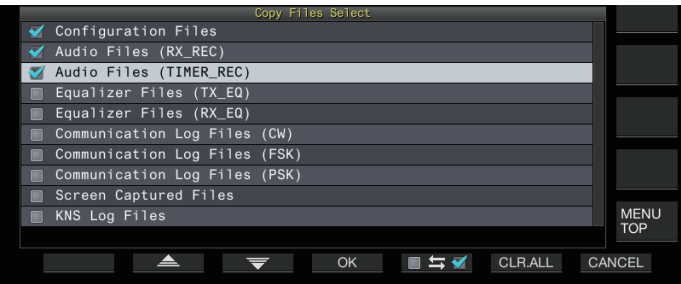 Copy Files Select
Configuration Files
Audio Files (RX_REC)
Audio Files (TIMER_REC)
Equalizer Files (TX_EQ)
Equalizer Files (RX_EQ)
Communication Log Files (CW)
Communication Log Files (FSK)
Communication Log Files (PSK)
Screen Captured Files
KNS Log Files
MENU
TOP
OK
CLR.ALL
CANCEL